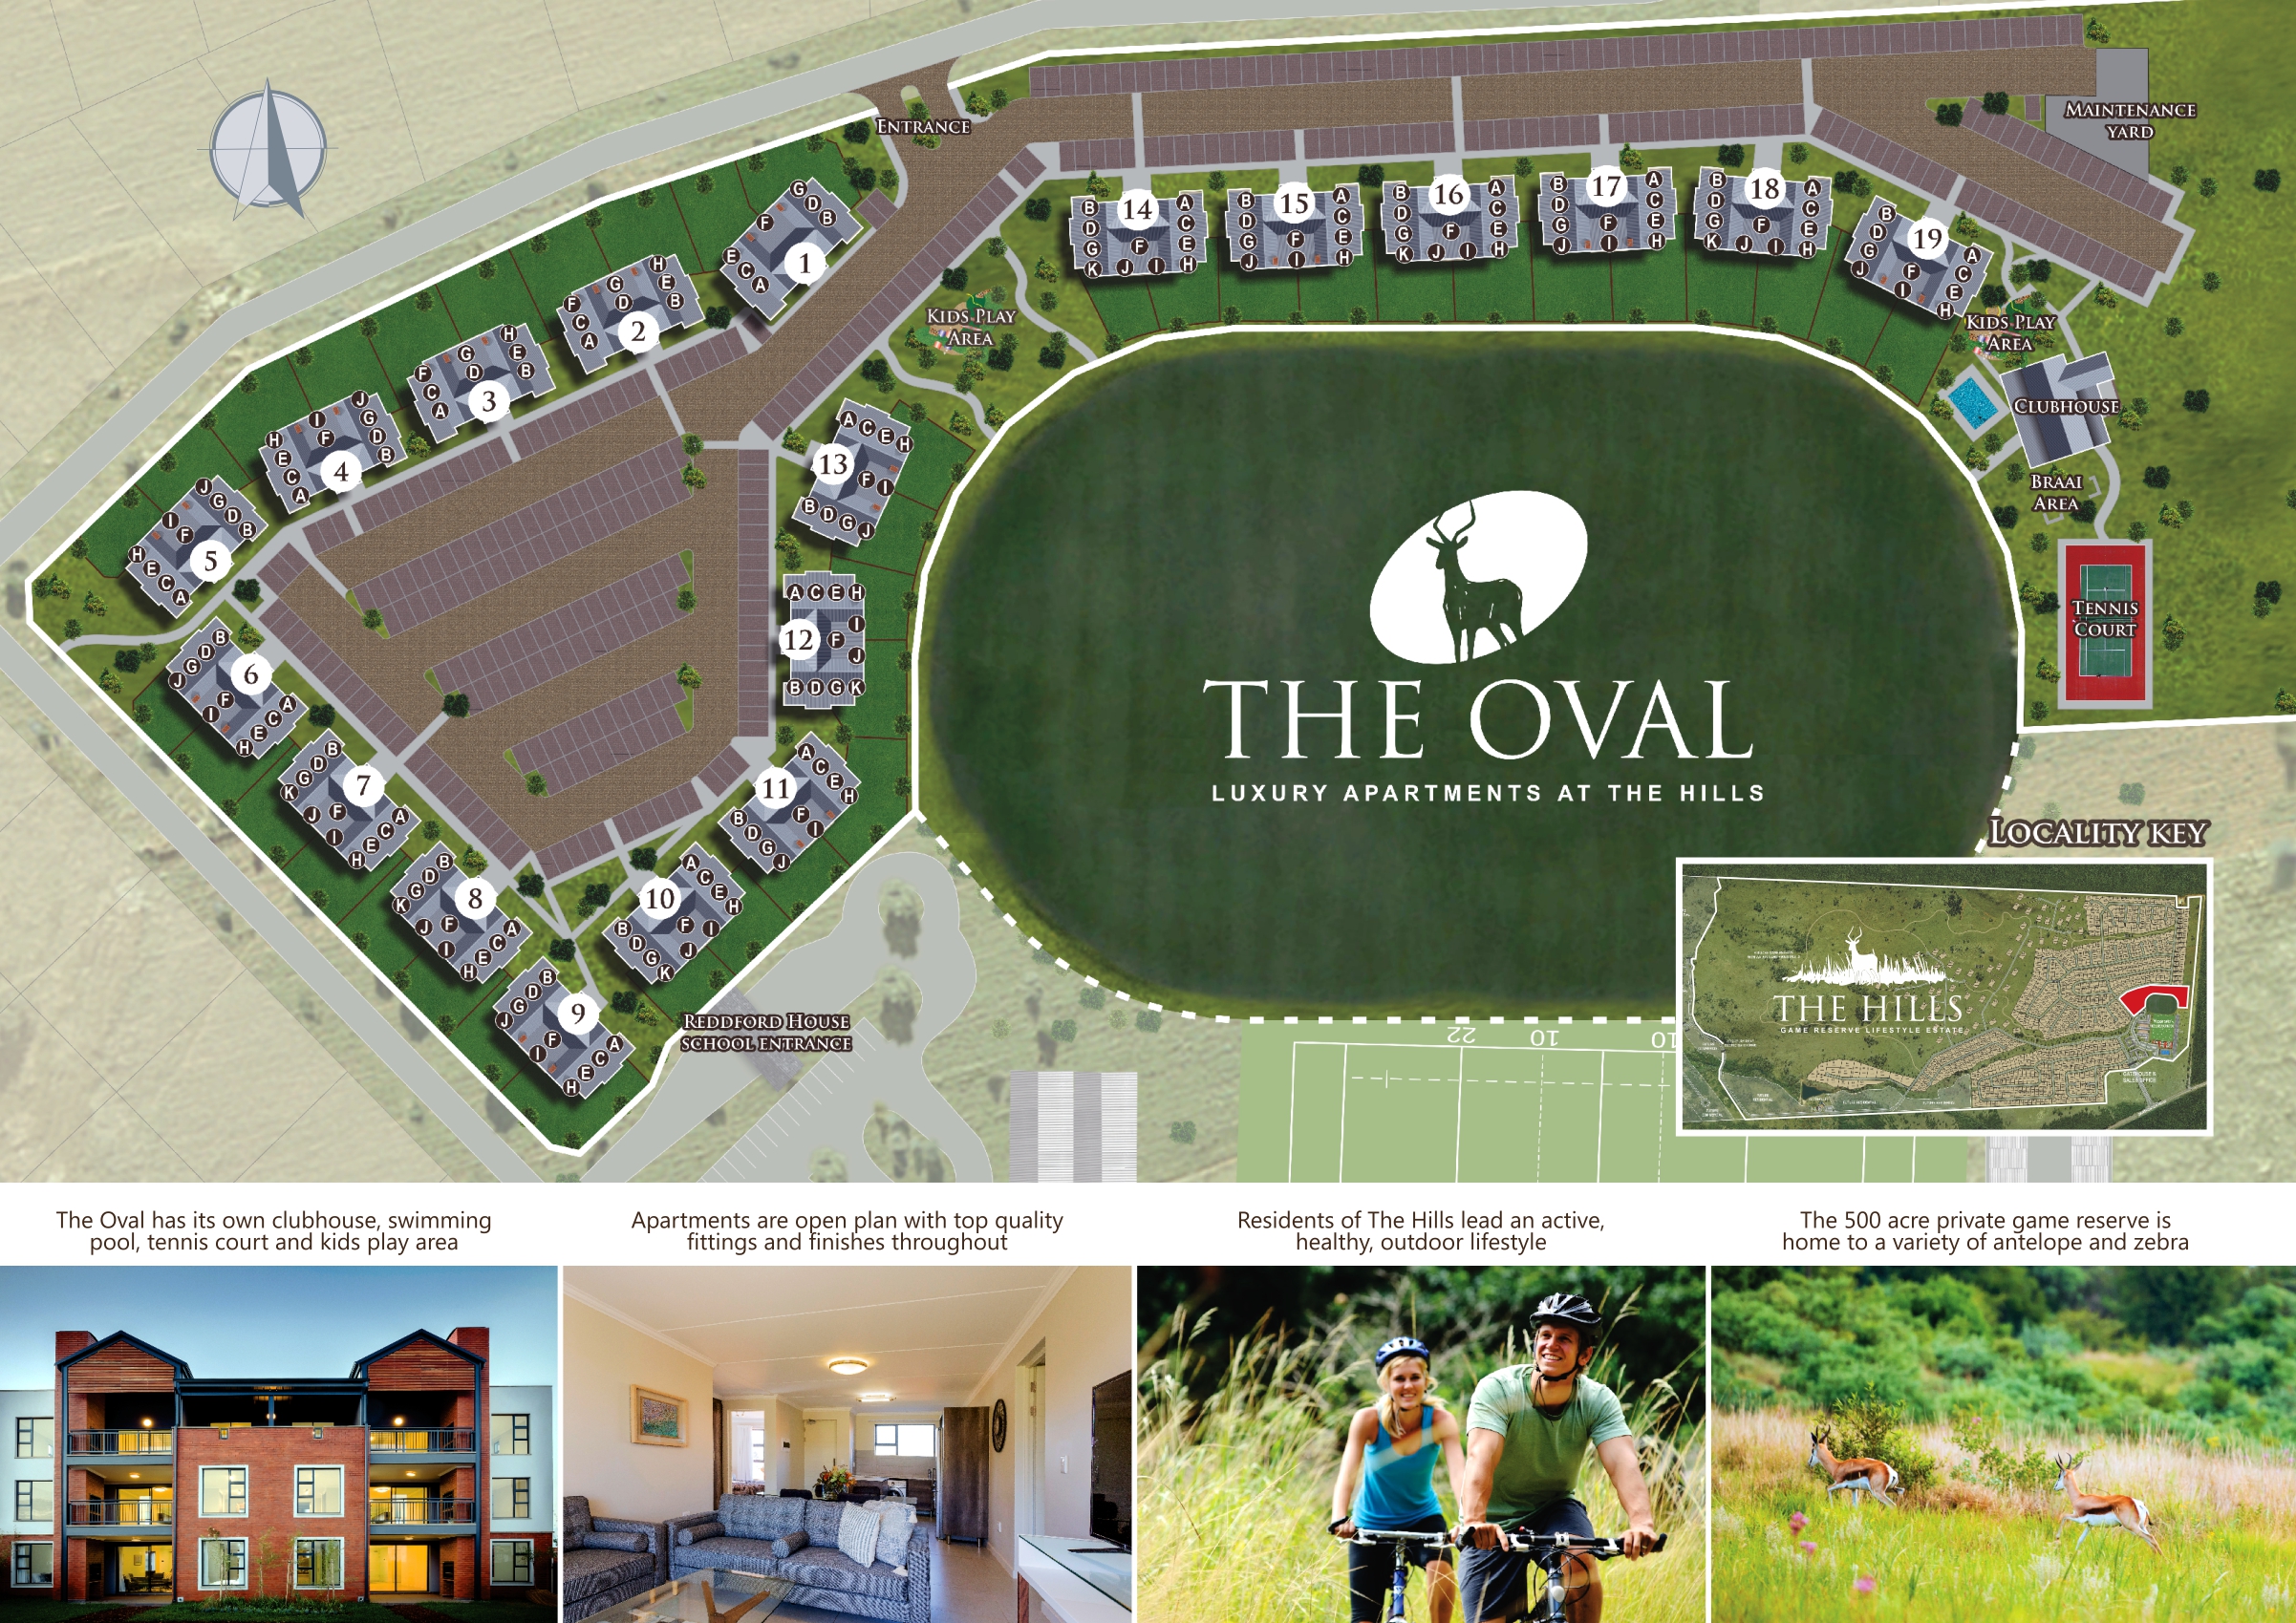 ENTRANCE
MAINTENANCE
YARD
G
D
B
F
1
E
C
A
H
G
E
F
D
B
C
2
A
H
G
E
F
D
B
C
3
A
J
I
G
H
F
D
E
B
C
4
A
J
G
I
D
F
B
H
5
E
C
A
B
D
G
6
J
F
A
I
C
E
H
B
D
G
7
K
J
F
A
I
C
E
H
B
D
G
8
K
J
F
A
I
C
E
H
B
D
G
9
J
F
A
I
C
E
H
A
C
10
E
H
B
F
I
D
J
G
K
A
C
11
E
H
B
F
D
I
G
J
A C E H
I
12
F
J
B D G K
A C E H
13
F I
B D G J
B
14
A
D
C
G
F
E
K J I H
B
15
A
D
C
G
F
E
J I H
B
16
A
D
C
G
F
E
K J I H
B
17
A
D
C
G
F
E
J I H
B
18
A
D
C
G
F
E
K J I H
B
D
19
G
A
J
F
C
I
E
H
KIDS PLAY
AREA
KIDS PLAY
AREA
CLUBHOUSE
BRAAI
AREA
TENNIS
COURT
THE OVAL
LUXURY APARTMENTS AT THE HILLS
LOCALITY KEY
THE HILLS
GAME RESERVE LIFESTYLE ESTATE
REDDFORD HOUSE
SCHOOL ENTRANCE
22
10
10
The Oval has its own clubhouse, swimming
pool, tennis court and kids play area
Apartments are open plan with top quality
fittings and finishes throughout
Residents of The Hills lead an active,
healthy, outdoor lifestyle
The 500 acre private game reserve is
home to a variety of antelope and zebra